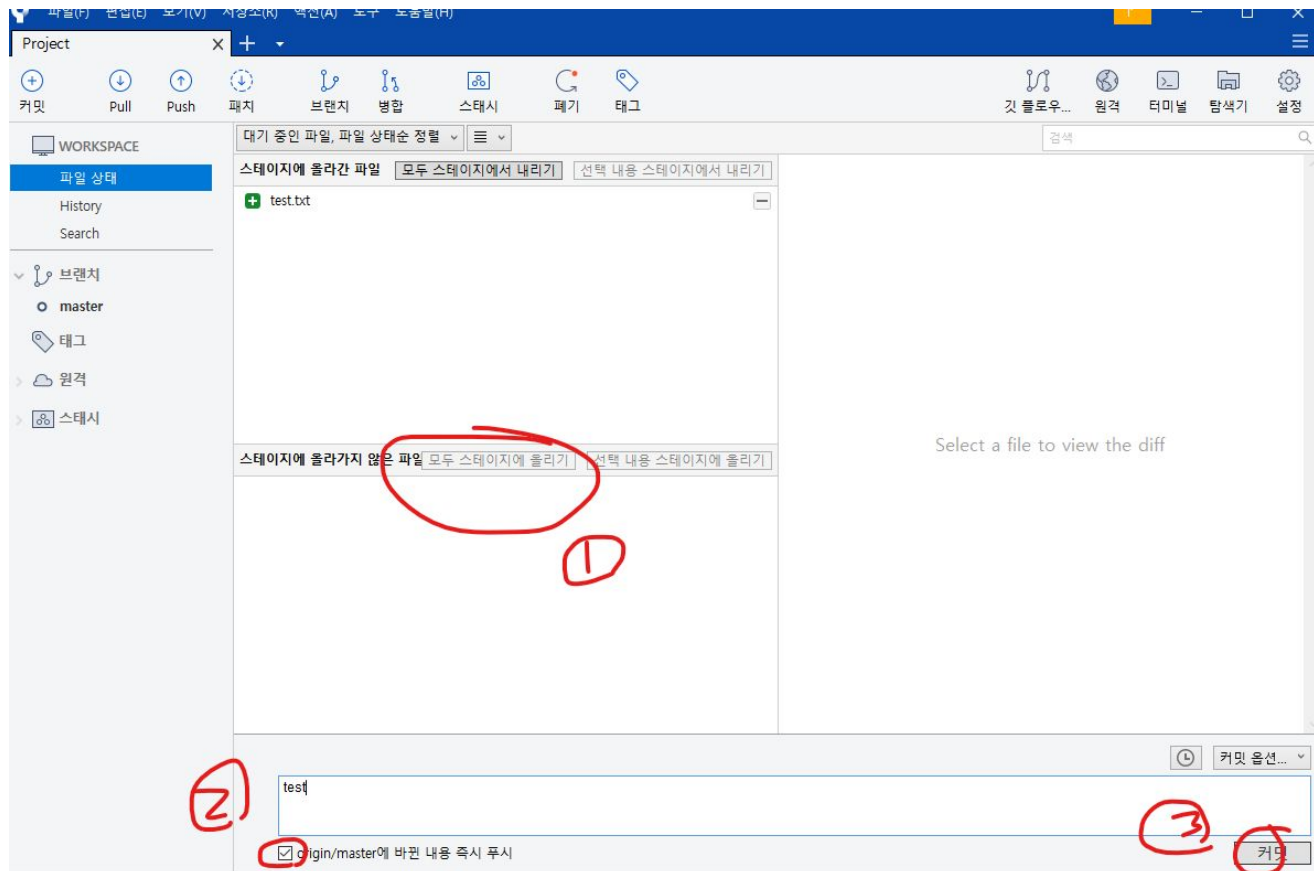 파일(F) 편집(E) 보기(V) 저장소(R) 액션(A) 도구 도움말(H)
Project
커밋 Pull Push 패치 브랜치 병합 스태시 폐기 태그 깃 플로우... 원격 터미널 탐색기 설정
WORKSPACE
파일 상태
History
Search
브랜치
master
태그
원격
스태시
대기 중인 파일, 파일 상태순 정렬
검색
스테이지에 올라간 파일 모두 스테이지에서 내리기 선택 내용 스테이지에서 내리기
test.txt
스테이지에 올라가지 않은 파일 모두 스테이지에 올리기 선택 내용 스테이지에 올리기
1
Select a file to view the diff
커밋 옵션...
2
test
3
origin/master에 바뀐 내용 즉시 푸시
커밋